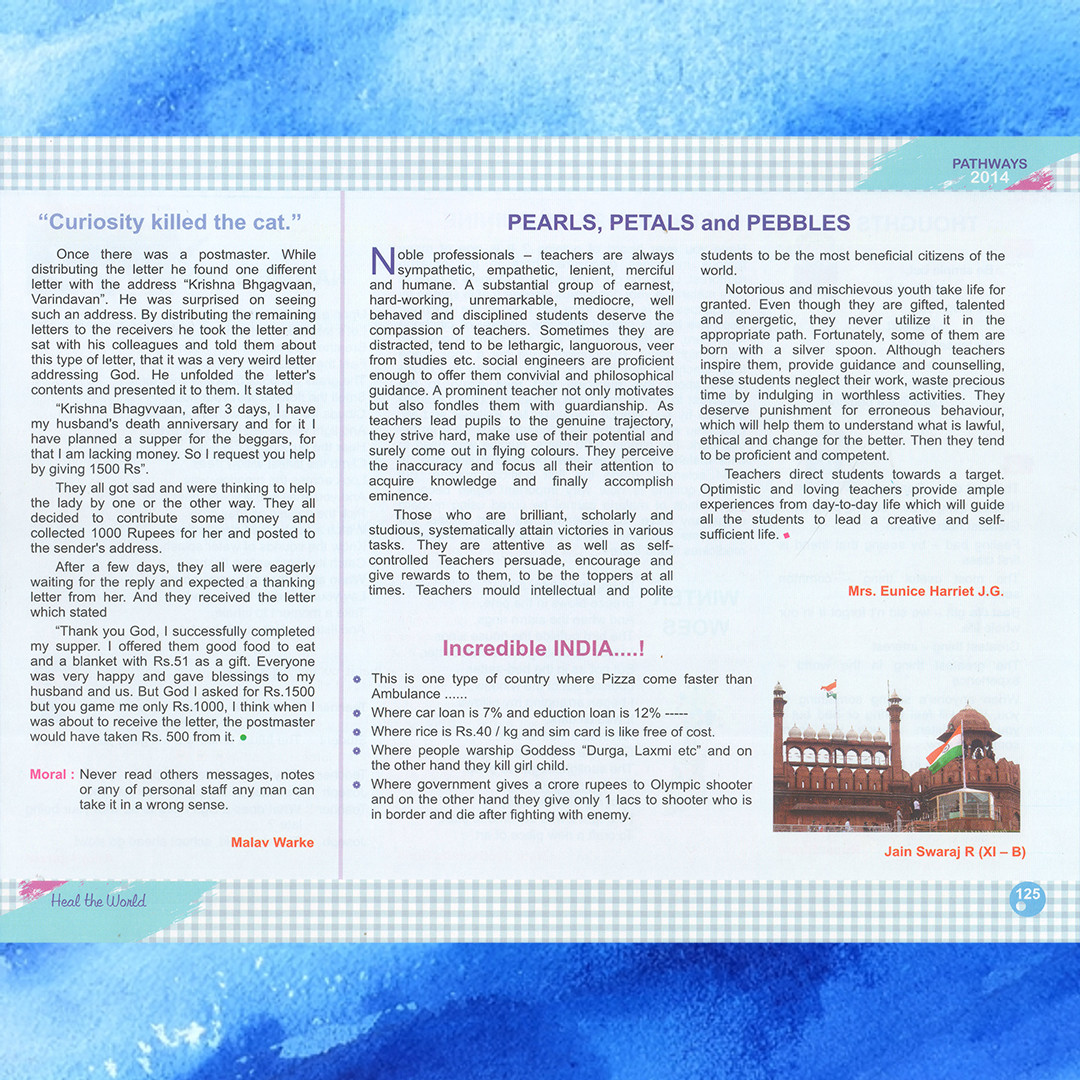 PATHWAYS
2014
“Curiosity killed the cat.”
Once there was a postmaster. While
distributing the letter he found one different
letter with the address “Krishna Bhgagvaan,
Varindavan”. He was surprised on seeing
such an address. By distributing the remaining
letters to the receivers he took the letter and
sat with his colleagues and told them about
this type of letter, that it was a very weird letter
addressing God. He unfolded the letter's
contents and presented it to them. It stated
“Krishna Bhagvvaan, after 3 days, I have
my husband's death anniversary and for it I
have planned a supper for the beggars, for
that I am lacking money. So I request you help
by giving 1500 Rs”.
They all got sad and were thinking to help
the lady by one or the other way. They all
decided to contribute some money and
collected 1000 Rupees for her and posted to
the sender's address.
After a few days, they all were eagerly
waiting for the reply and expected a thanking
letter from her. And they received the letter
which stated
“Thank you God, I successfully completed
my supper. I offered them good food to eat
and a blanket with Rs.51 as a gift. Everyone
was very happy and gave blessings to my
husband and us. But God I asked for Rs.1500
but you game me only Rs.1000, I think when I
was about to receive the letter, the postmaster
would have taken Rs. 500 from it.
Moral : Never read others messages, notes
or any of personal staff any man can
take it in a wrong sense.
Malav Warke
PEARLS, PETALS and PEBBLES
Noble professionals – teachers are always
sympathetic, empathetic, lenient, merciful
and humane. A substantial group of earnest,
hard-working, unremarkable, mediocre, well
behaved and disciplined students deserve the
compassion of teachers. Sometimes they are
distracted, tend to be lethargic, languorous, veer
from studies etc. social engineers are proficient
enough to offer them convivial and philosophical
guidance. A prominent teacher not only motivates
but also fondles them with guardianship. As
teachers lead pupils to the genuine trajectory,
they strive hard, make use of their potential and
surely come out in flying colours. They perceive
the inaccuracy and focus all their attention to
acquire knowledge and finally accomplish
eminence.
Those who are brilliant, scholarly and
studious, systematically attain victories in various
tasks. They are attentive as well as self-
controlled Teachers persuade, encourage and
give rewards to them, to be the toppers at all
times. Teachers mould intellectual and polite
students to be the most beneficial citizens of the
world.
Notorious and mischievous youth take life for
granted. Even though they are gifted, talented
and energetic, they never utilize it in the
appropriate path. Fortunately, some of them are
born with a silver spoon. Although teachers
inspire them, provide guidance and counselling,
these students neglect their work, waste precious
time by indulging in worthless activities. They
deserve punishment for erroneous behaviour,
which will help them to understand what is lawful,
ethical and change for the better. Then they tend
to be proficient and competent.
Teachers direct students towards a target.
Optimistic and loving teachers provide ample
experiences from day-to-day life which will guide
all the students to lead a creative and self-
sufficient life.
Mrs. Eunice Harriet J.G.
Incredible INDIA....!
This is one type of country where Pizza come faster than
Ambulance ......
Where car loan is 7% and eduction loan is 12% -----
Where rice is Rs.40 / kg and sim card is like free of cost.
Where people warship Goddess “Durga, Laxmi etc” and on
the other hand they kill girl child.
Where government gives a crore rupees to Olympic shooter
and on the other hand they give only 1 lacs to shooter who is
in border and die after fighting with enemy.
Jain Swaraj R (XI – B)
Heal the World
125